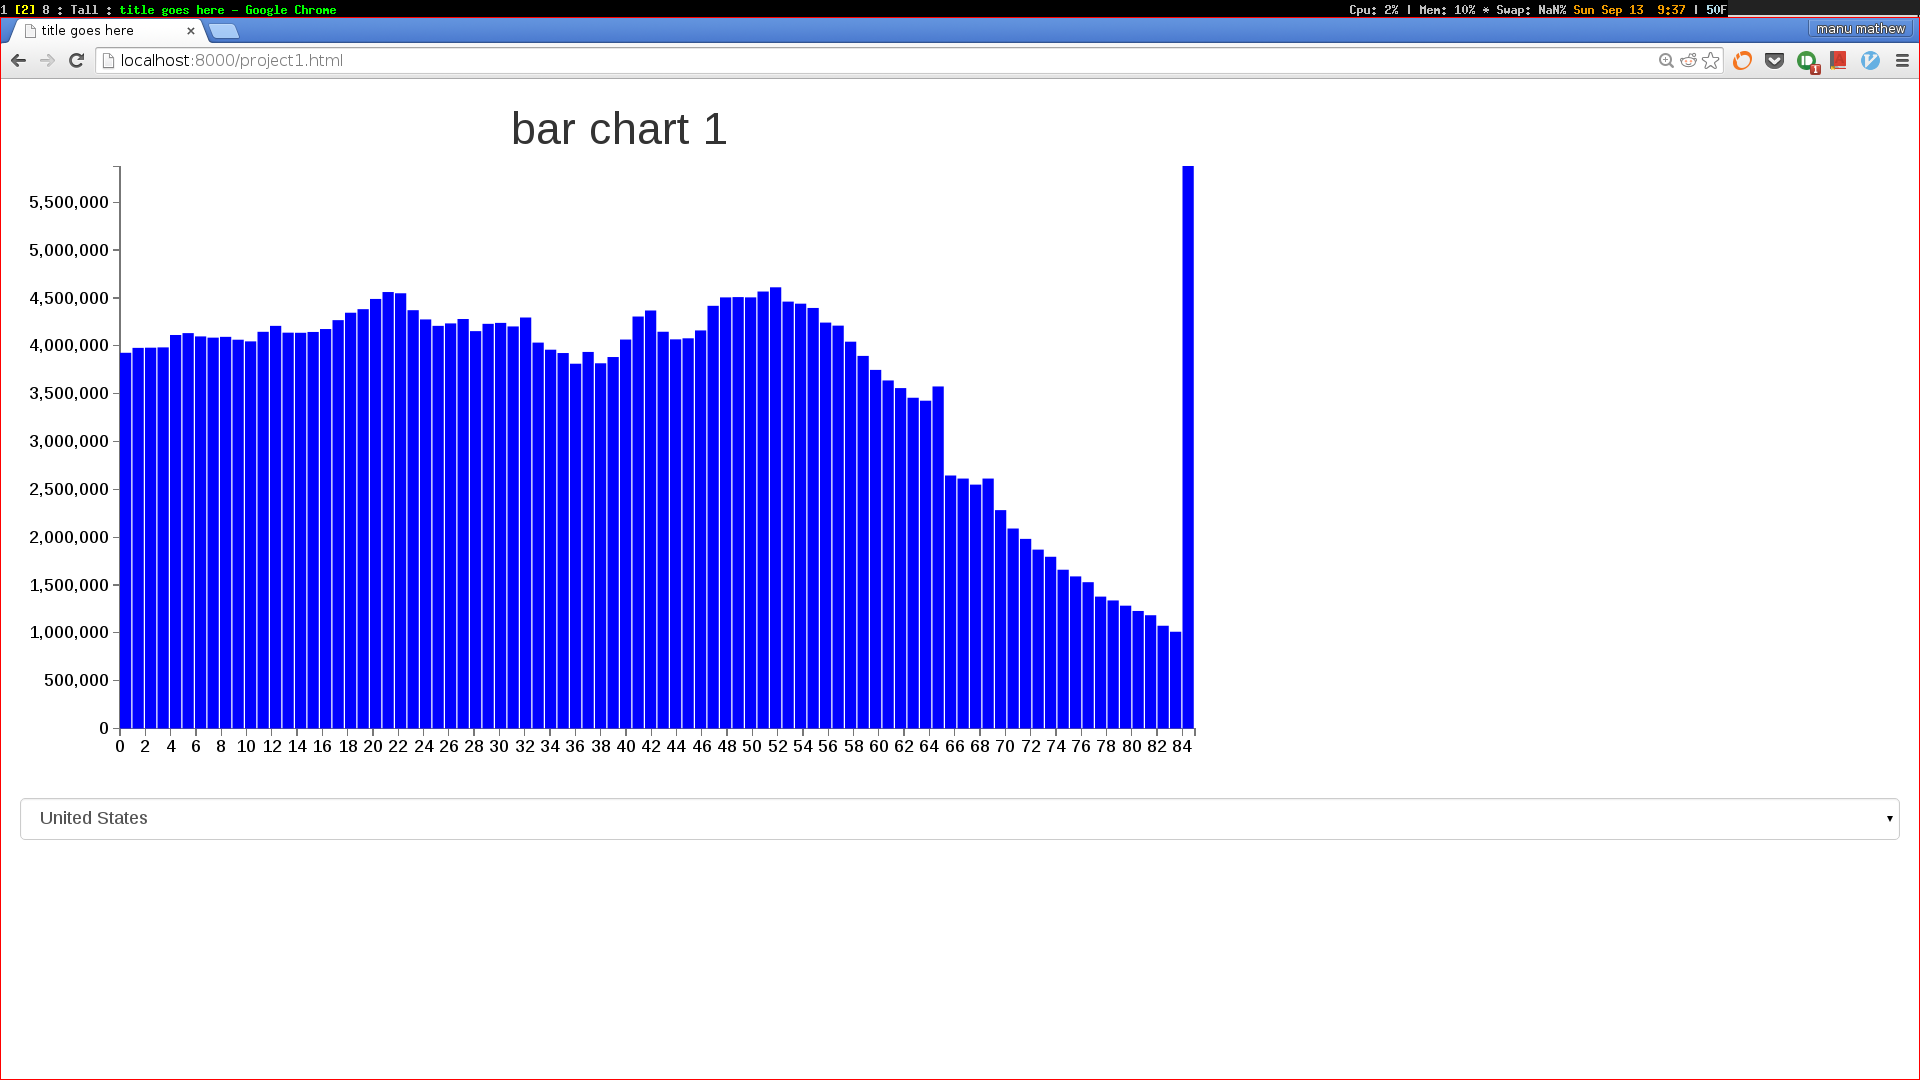 1 [2] 8 : Tall : title goes here - Google Chrome
Cpu: 2% | Mem: 10% * Swap: NaN% Sun Sep 13  9:37 | 50F
title goes here
manu mathew
localhost:8000/project1.html
1
bar chart 1
5,500,000
5,000,000
4,500,000
4,000,000
3,500,000
3,000,000
2,500,000
2,000,000
1,500,000
1,000,000
500,000
0
0 2 4 6 8 10 12 14 16 18 20 22 24 26 28 30 32 34 36 38 40 42 44 46 48 50 52 54 56 58 60 62 64 66 68 70 72 74 76 78 80 82 84
United States